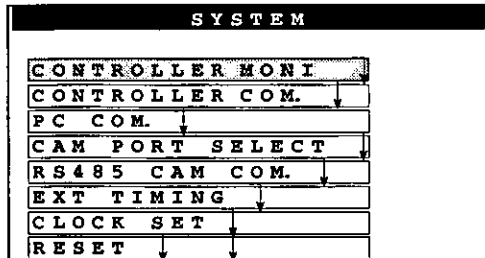 SYSTEM
CONTROLLER MONI
CONTROLLER COM.
PC COM.
CAM PORT SELECT
RS485 CAM COM.
EXT TIMING
CLOCK SET
RESET